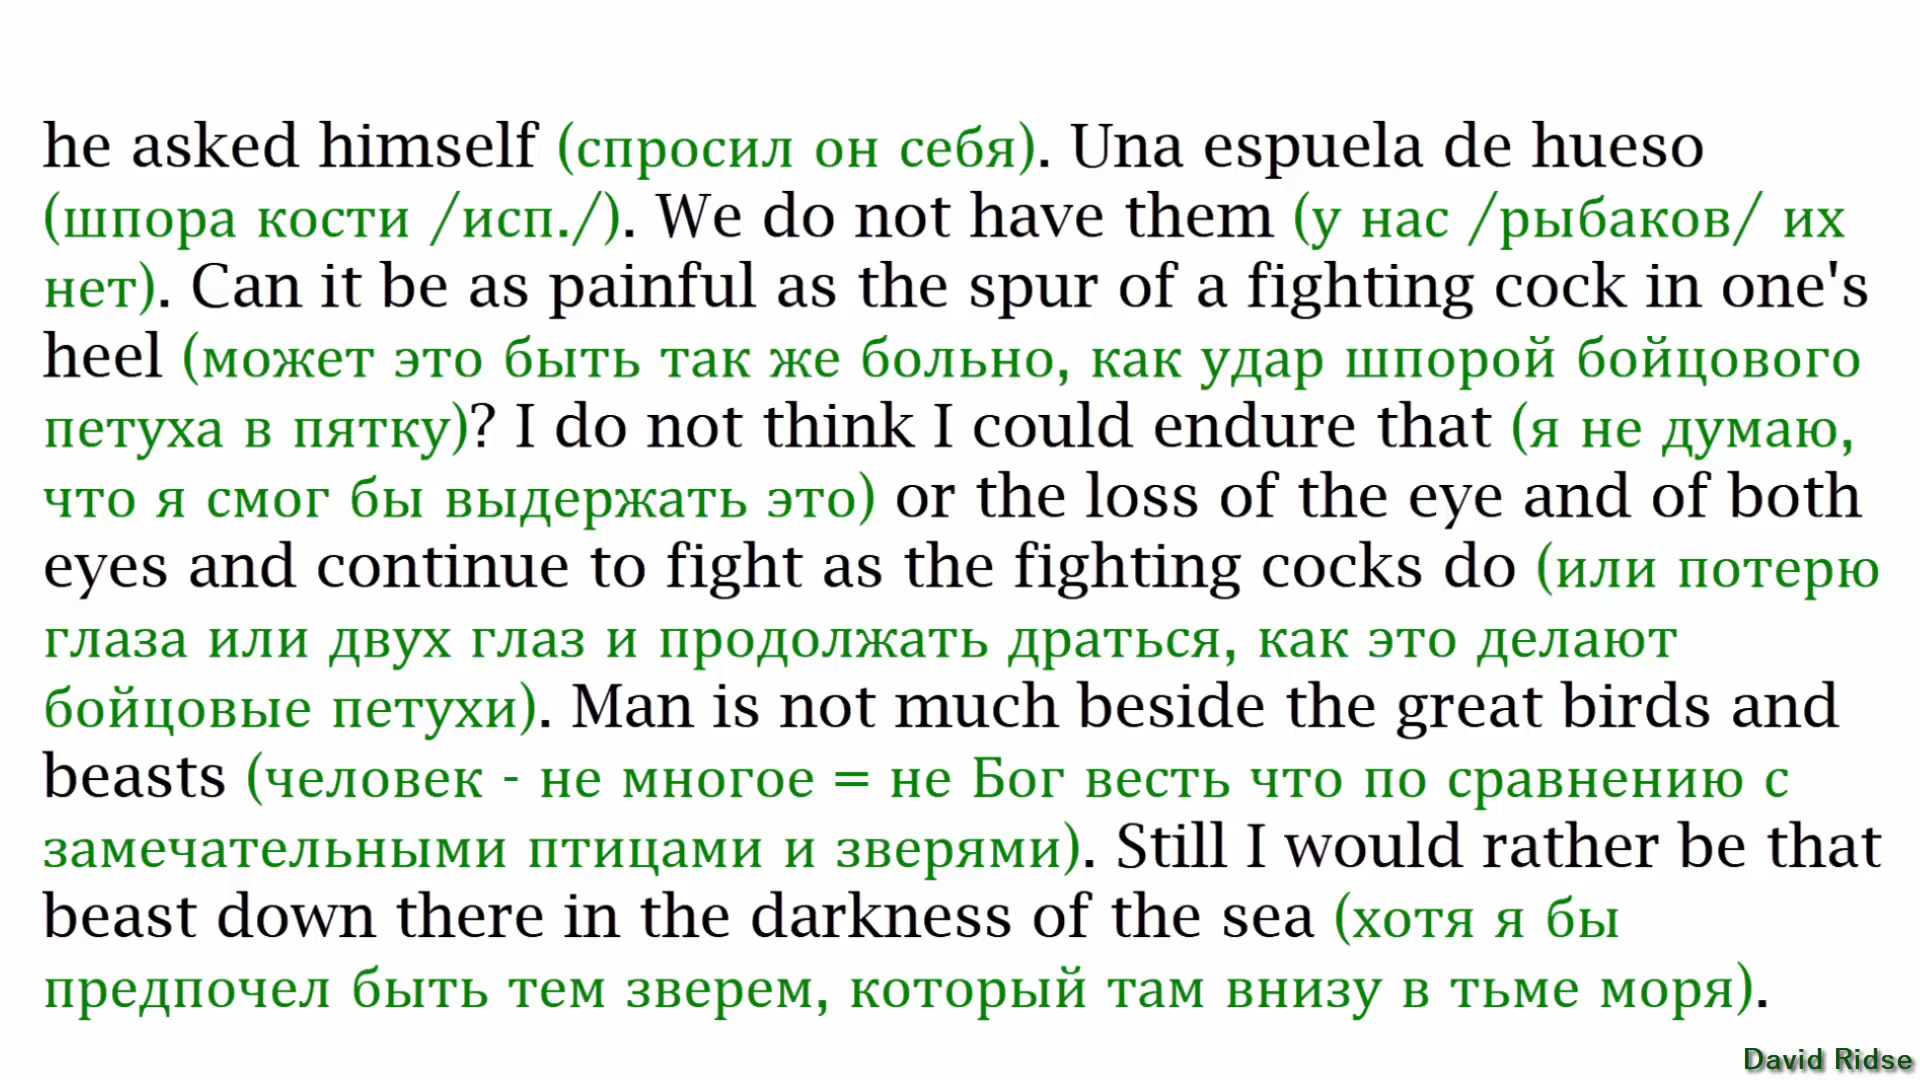 he asked himself (спросил он себя). Una espuela de hueso
(шпора кости /исп./). We do not have them (у нас /рыбаков/ их
нет). Can it be as painful as the spur of a fighting cock in one's
heel (может это быть так же больно, как удар шпорой бойцового
петуха в пятку)? I do not think I could endure that (я не думаю,
что я смог бы выдержать это) or the loss of the eye and of both
eyes and continue to fight as the fighting cocks do (или потерю
глаза или двух глаз и продолжать драться, как это делают
бойцовые петухи). Man is not much beside the great birds and
beasts (человек - не многое = не Бог весть что по сравнению с
замечательными птицами и зверями). Still I would rather be that
beast down there in the darkness of the sea (хотя я бы
предпочел быть тем зверем, который там внизу в тьме моря).
David Ridse